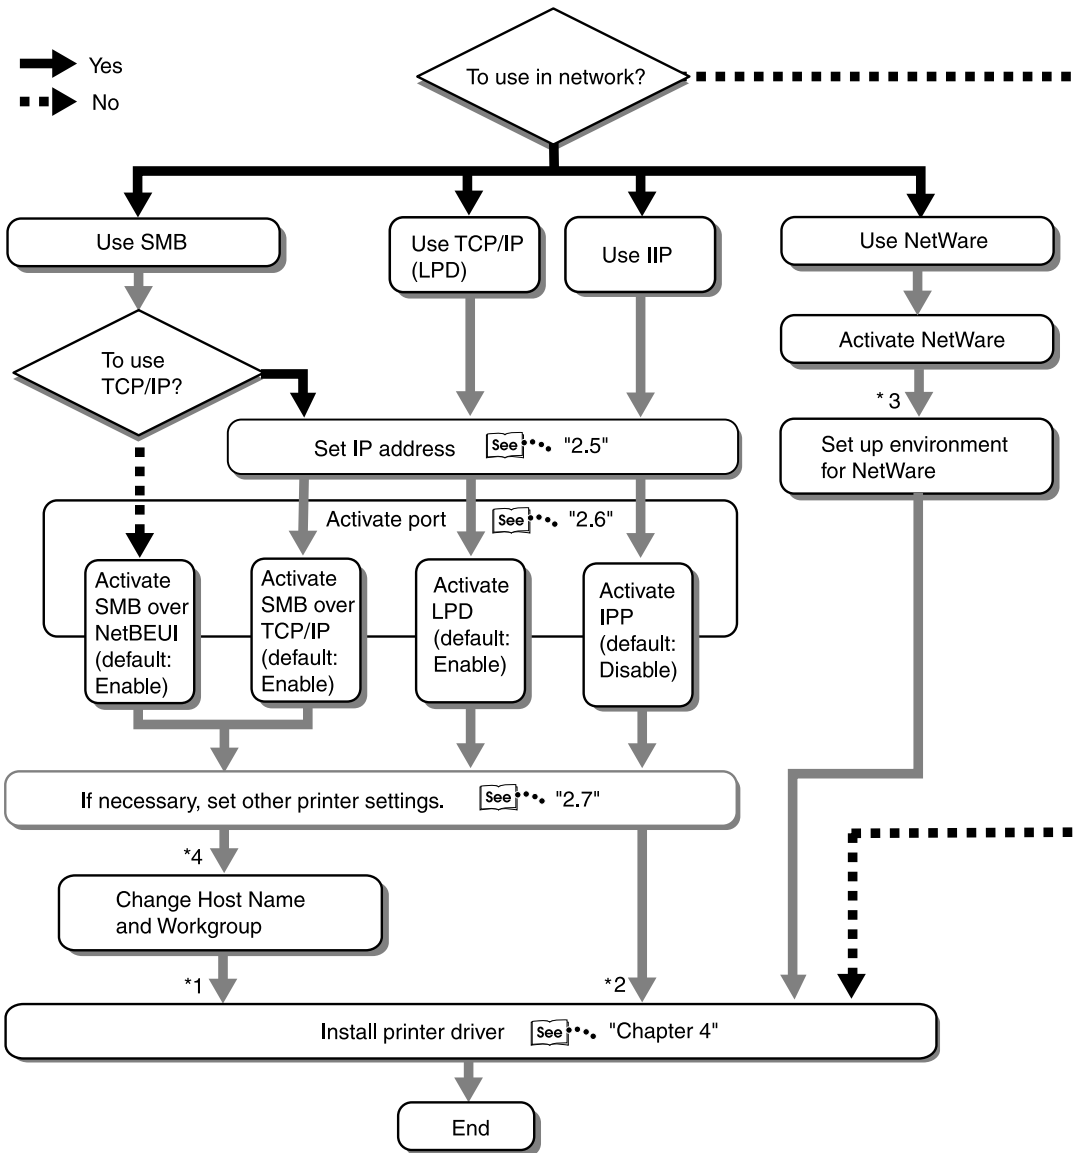 Yes
No
To use in network?
Use SMB
Use TCP/IP
(LPD)
Use IIP
Use NetWare
To use
TCP/IP?
Activate NetWare
*3
Set IP address See "2.5"
Set up environment
for NetWare
Activate port See "2.6"
Activate
SMB over
NetBEUI
(default:
Enable)
Activate
SMB over
TCP/IP
(default:
Enable)
Activate
LPD
(default:
Enable)
Activate
IPP
(default:
Disable)
If necessary, set other printer settings. See "2.7"
*4
Change Host Name
and Workgroup
*1
*2
Install printer driver See "Chapter 4"
End